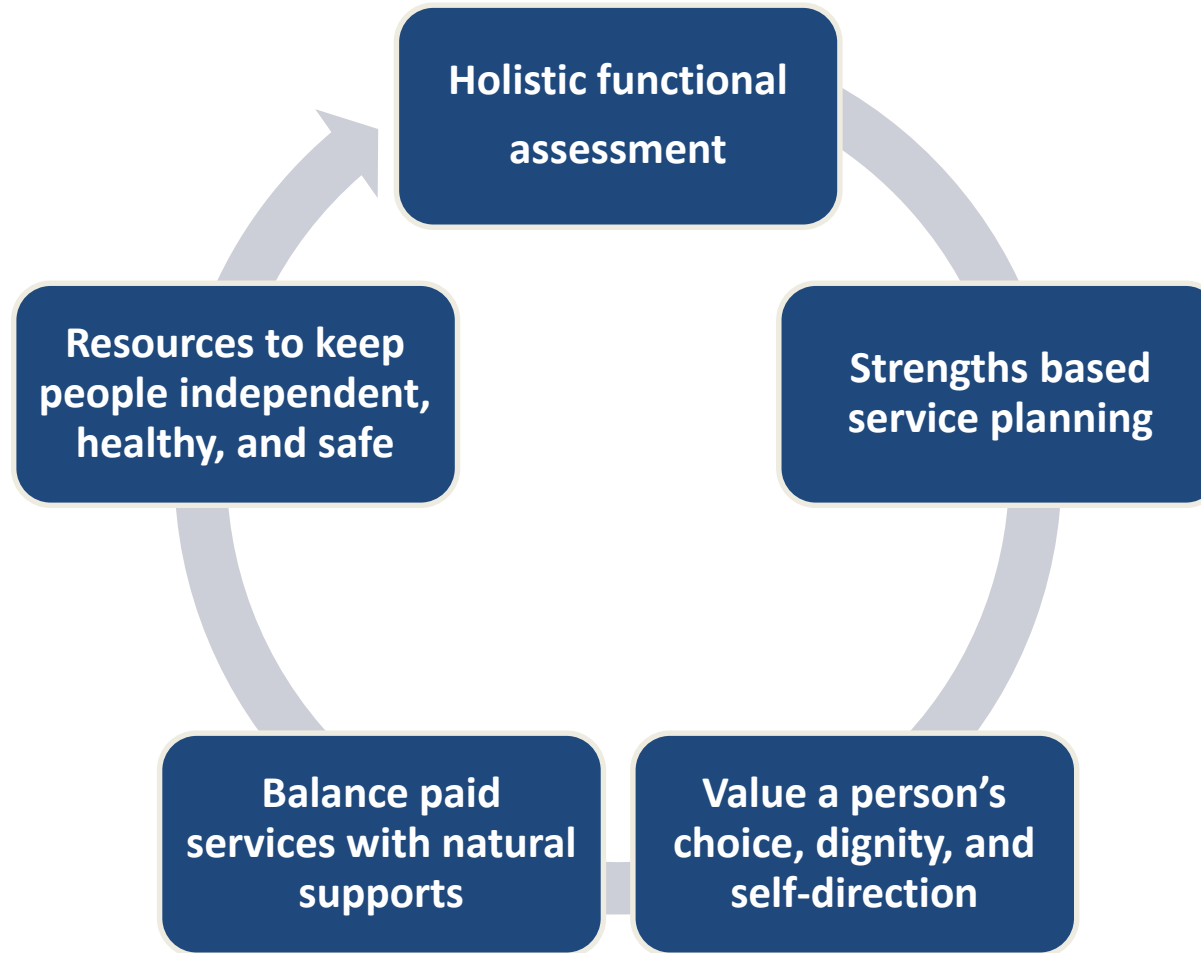 Holistic functional
assessment
Strengths based
service planning
Value a person’s
choice, dignity, and
self-direction
Balance paid
services with natural
supports
Resources to keep
people independent,
healthy, and safe